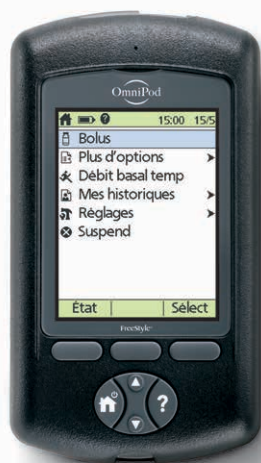 OmniPod
15:00 15/5
Bolus
Plus d'options
Débit basal temp
Mes historiques
Réglages
Suspend
État Sélect
FreeStyle
?